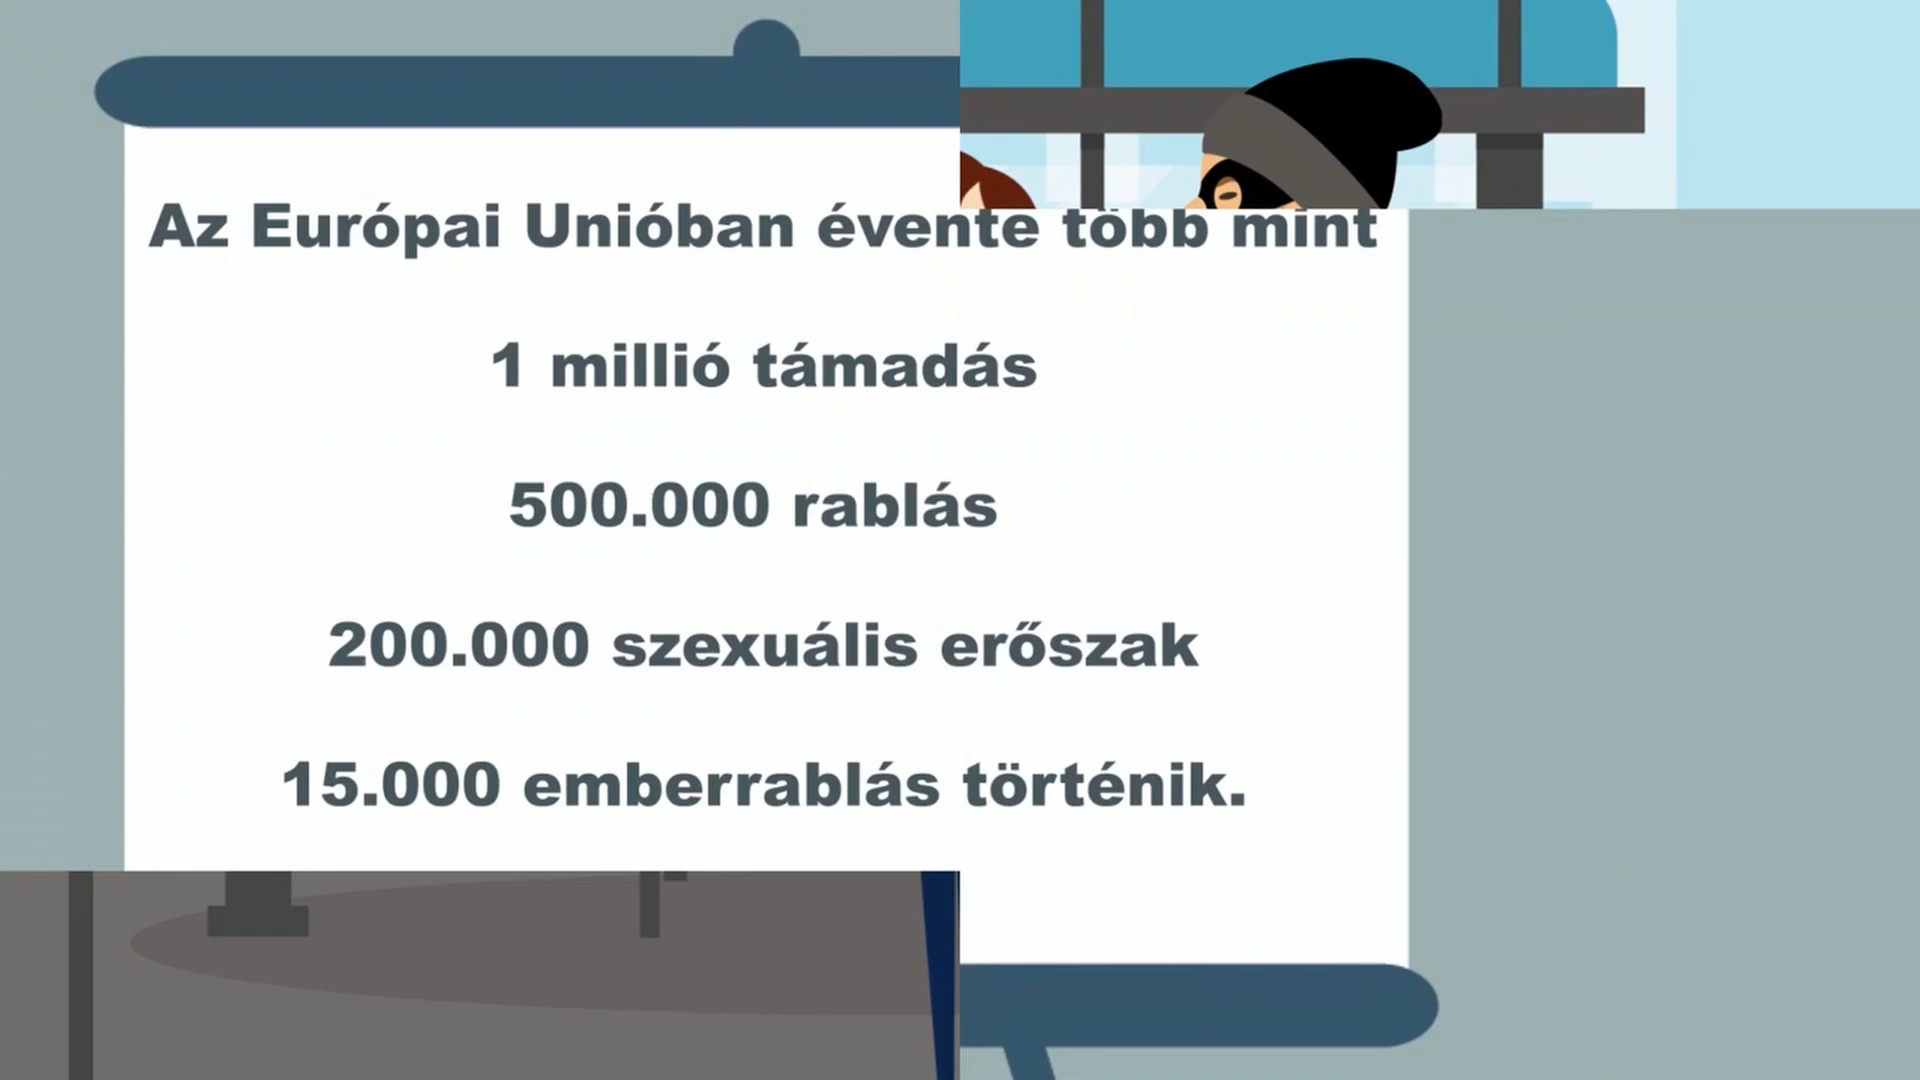 Az Európai Unióban évente több mint
1 millió támadás
500.000 rablás
200.000 szexuális erőszak
15.000 emberrablás történik.